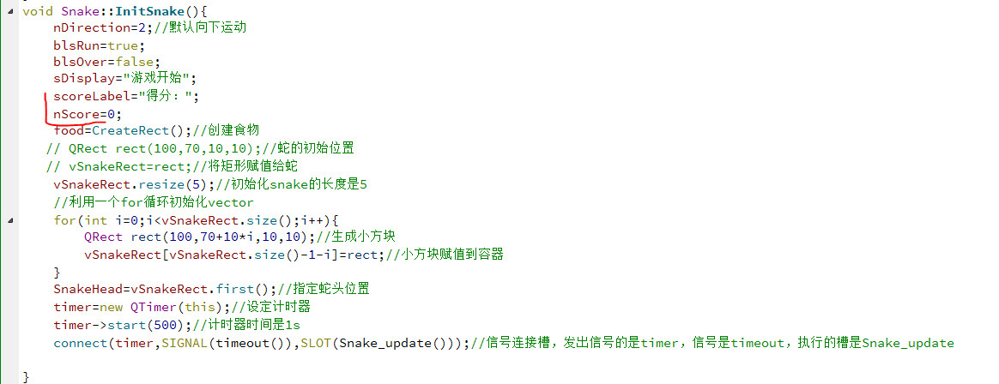 void Snake::InitSnake(){
nDirection=2;//默认向下运动
blsRun=true;
blsOver=false;
sDisplay="游戏开始";
scoreLabel="得分：";
nScore=0;
food=CreateRect();//创建食物
// QRect rect(100,70,10,10);//蛇的初始位置
// vSnakeRect=rect;//将矩形赋值给蛇
vSnakeRect.resize(5);//初始化snake的长度是5
//利用一个for循环初始化vector
for(int i=0;i<vSnakeRect.size();i++){
QRect rect(100,70+10*i,10,10);//生成小方块
vSnakeRect[vSnakeRect.size()-1-i]=rect;//小方块赋值到容器
}
SnakeHead=vSnakeRect.first();//指定蛇头位置
timer=new QTimer(this);//设定计时器
timer->start(500);//计时器时间是1s
connect(timer,SIGNAL(timeout()),SLOT(Snake_update()));//信号连接槽，发出信号的是timer，信号是timeout，执行的槽是Snake_update
}